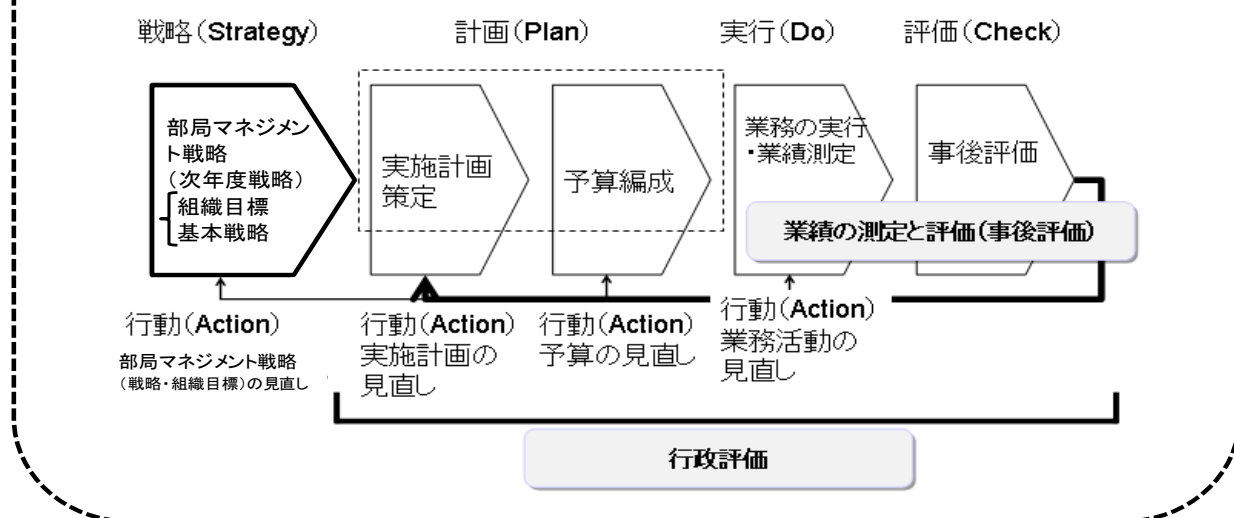 戦略（Strategy）
計画（Plan）
実行（Do）
評価（Check）
部局マネジメン
ト戦略
（次年度戦略）
組織目標
基本戦略
実施計画
策定
予算編成
業務の実行
・業績測定
事後評価
業績の測定と評価（事後評価）
行動（Action）
部局マネジメント戦略
（戦略・組織目標）の見直し
行動（Action）
実施計画の
見直し
行動（Action）
予算の見直し
行動（Action）
業務活動の
見直し
行政評価